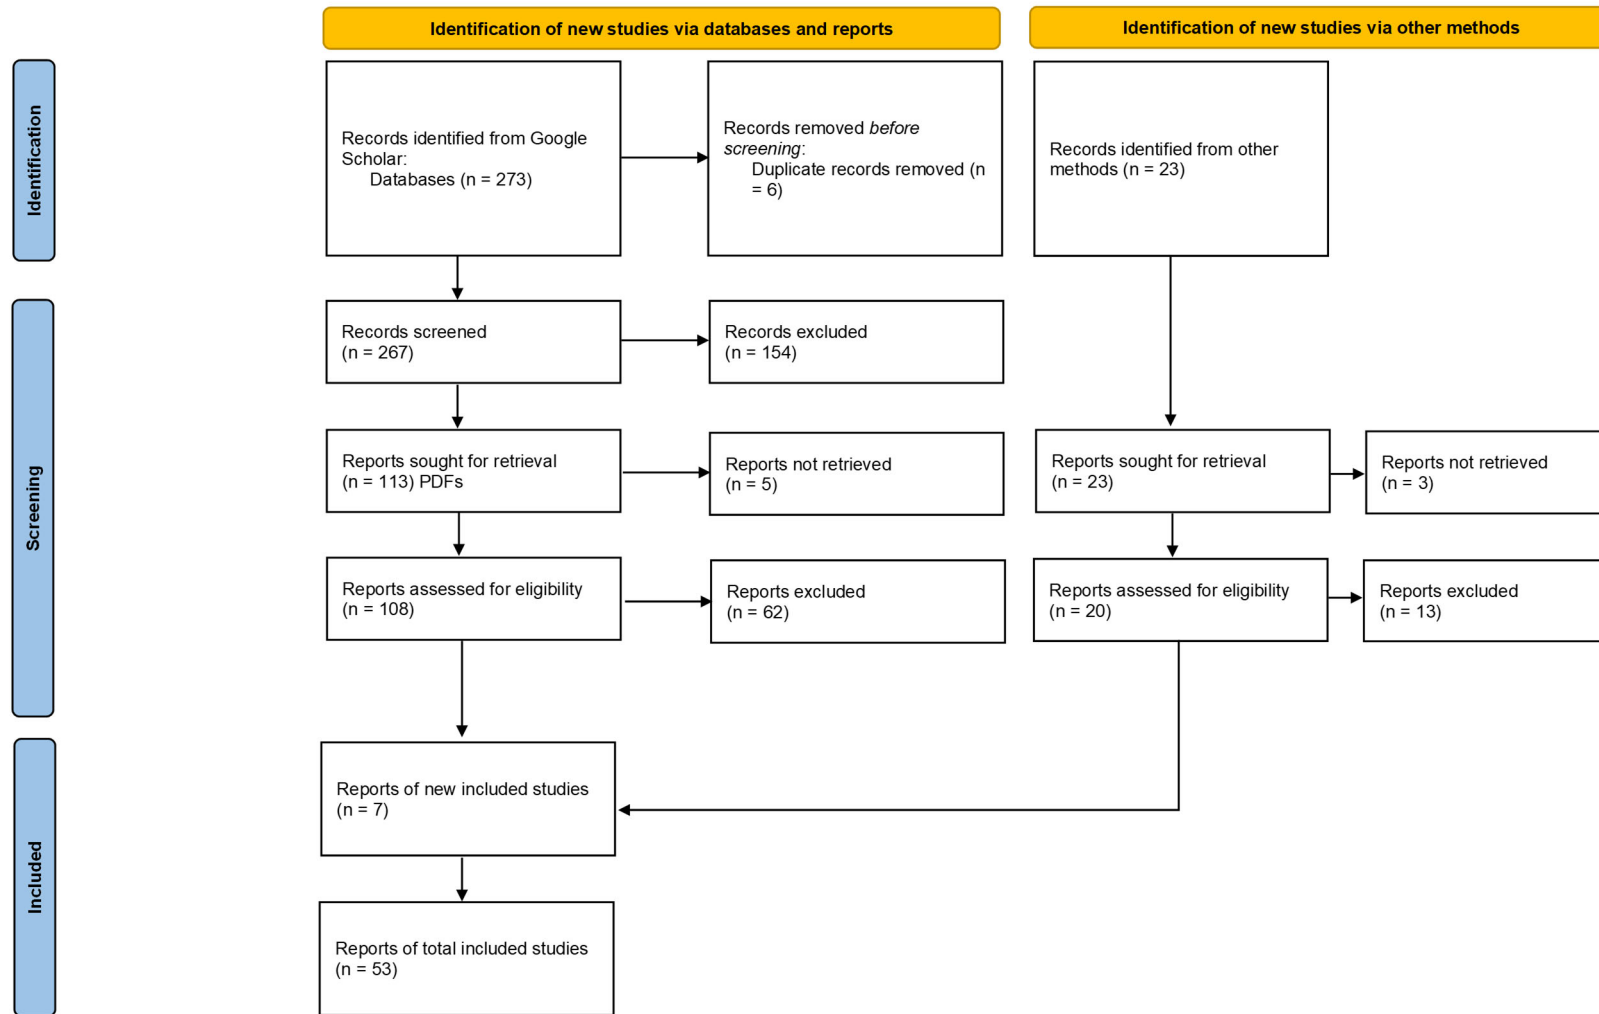 Identification of new studies via databases and reports
Identification of new studies via other methods
Identification
Records identified from Google
Scholar:
Databases (n = 273)
Records removed before
screening:
Duplicate records removed (n
= 6)
Records identified from other
methods (n = 23)
Screening
Records screened
(n = 267)
Records excluded
(n = 154)
Reports sought for retrieval
(n = 113) PDFs
Reports not retrieved
(n = 5)
Reports sought for retrieval
(n = 23)
Reports not retrieved
(n = 3)
Reports assessed for eligibility
(n = 108)
Reports excluded
(n = 62)
Reports assessed for eligibility
(n = 20)
Reports excluded
(n = 13)
Included
Reports of new included studies
(n = 7)
Reports of total included studies
(n = 53)